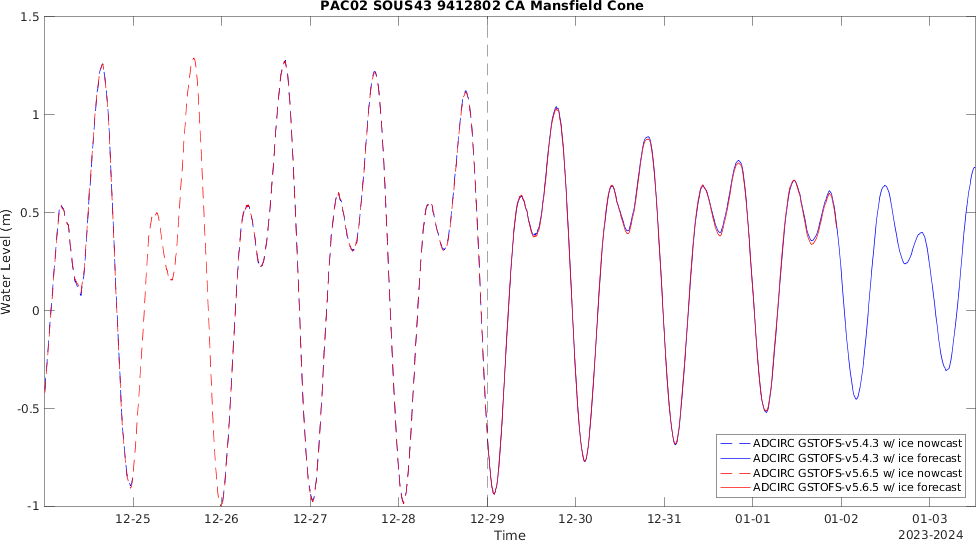 PAC02 SOUS43 9412802 CA Mansfield Cone
1.5
1
0.5
0
-0.5
-1
Water Level (m)
12-25
12-26
12-27
12-28
12-29
12-30
12-31
01-01
01-02
01-03
Time
2023-2024
ADCIRC GSTOFS-v5.4.3 w/ ice nowcast
ADCIRC GSTOFS-v5.4.3 w/ ice forecast
ADCIRC GSTOFS-v5.6.5 w/ ice nowcast
ADCIRC GSTOFS-v5.6.5 w/ ice forecast